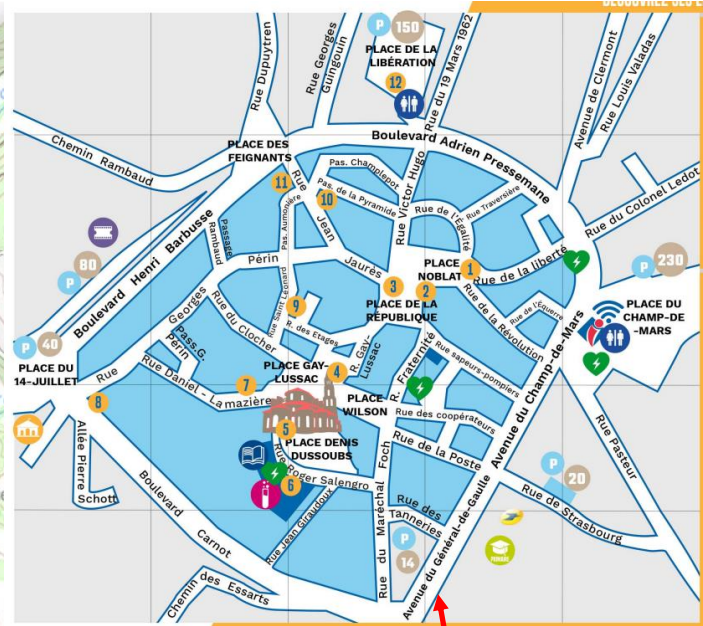 DÉCOUVREZ SES E
P 150
PLACE DE LA
LIBÉRATION
12
Rue du 19 Mars 1962
Rue Georges
Guingouin
Rue Dupuytren
Avenue de Clermont
Rue Louis Valadas
Chemin Rambaud
PLACE DES
FEIGNANTS
11
Boulevard Adrien Pressemane
Pas. Champlepot
Pas. de la Pyramide
10
Rue Victor Hugo
Rue de l'Égalité
Rue Traversière
Rue du Colonel Ledot
Rue Jean Jaurès
Pas. Aumonière
Passage
Rambaud
Boulevard Henri Barbusse
P 80
Rue Georges Périn
PLACE
NOBLAT
1
Rue de la liberté
P 230
3
2
PLACE DE LA
RÉPUBLIQUE
Rue de la Révolution
Rue de l'Équerre
PLACE DU
CHAMP-DE
-MARS
9
Rue Saint Léonard
R. des Etages
Rue du Clocher
Pass.G.
Périn
P 40
PLACE DU
14-JUILLET
8
7
Rue Daniel - Lamazière
PLACE GAY-
LUSSAC
4
R. Gay-
Lussac
R. Fraternité
Rue sapeurs-pompiers
Avenue du Champ-de-Mars
PLACE
WILSON
Rue des coopérateurs
5
PLACE DENIS
DUSSOUBS
Rue de la Poste
Rue Pasteur
Allée Pierre
Schott
6
Rue Roger Salengro
Rue Jean Giraudoux
Rue du Maréchal Foch
Rue des
Tanneries
P 20
Rue de Strasbourg
Boulevard Carnot
P
14
Avenue du Général-de-Gaulle
PRIMAIRE
Chemin des Essarts